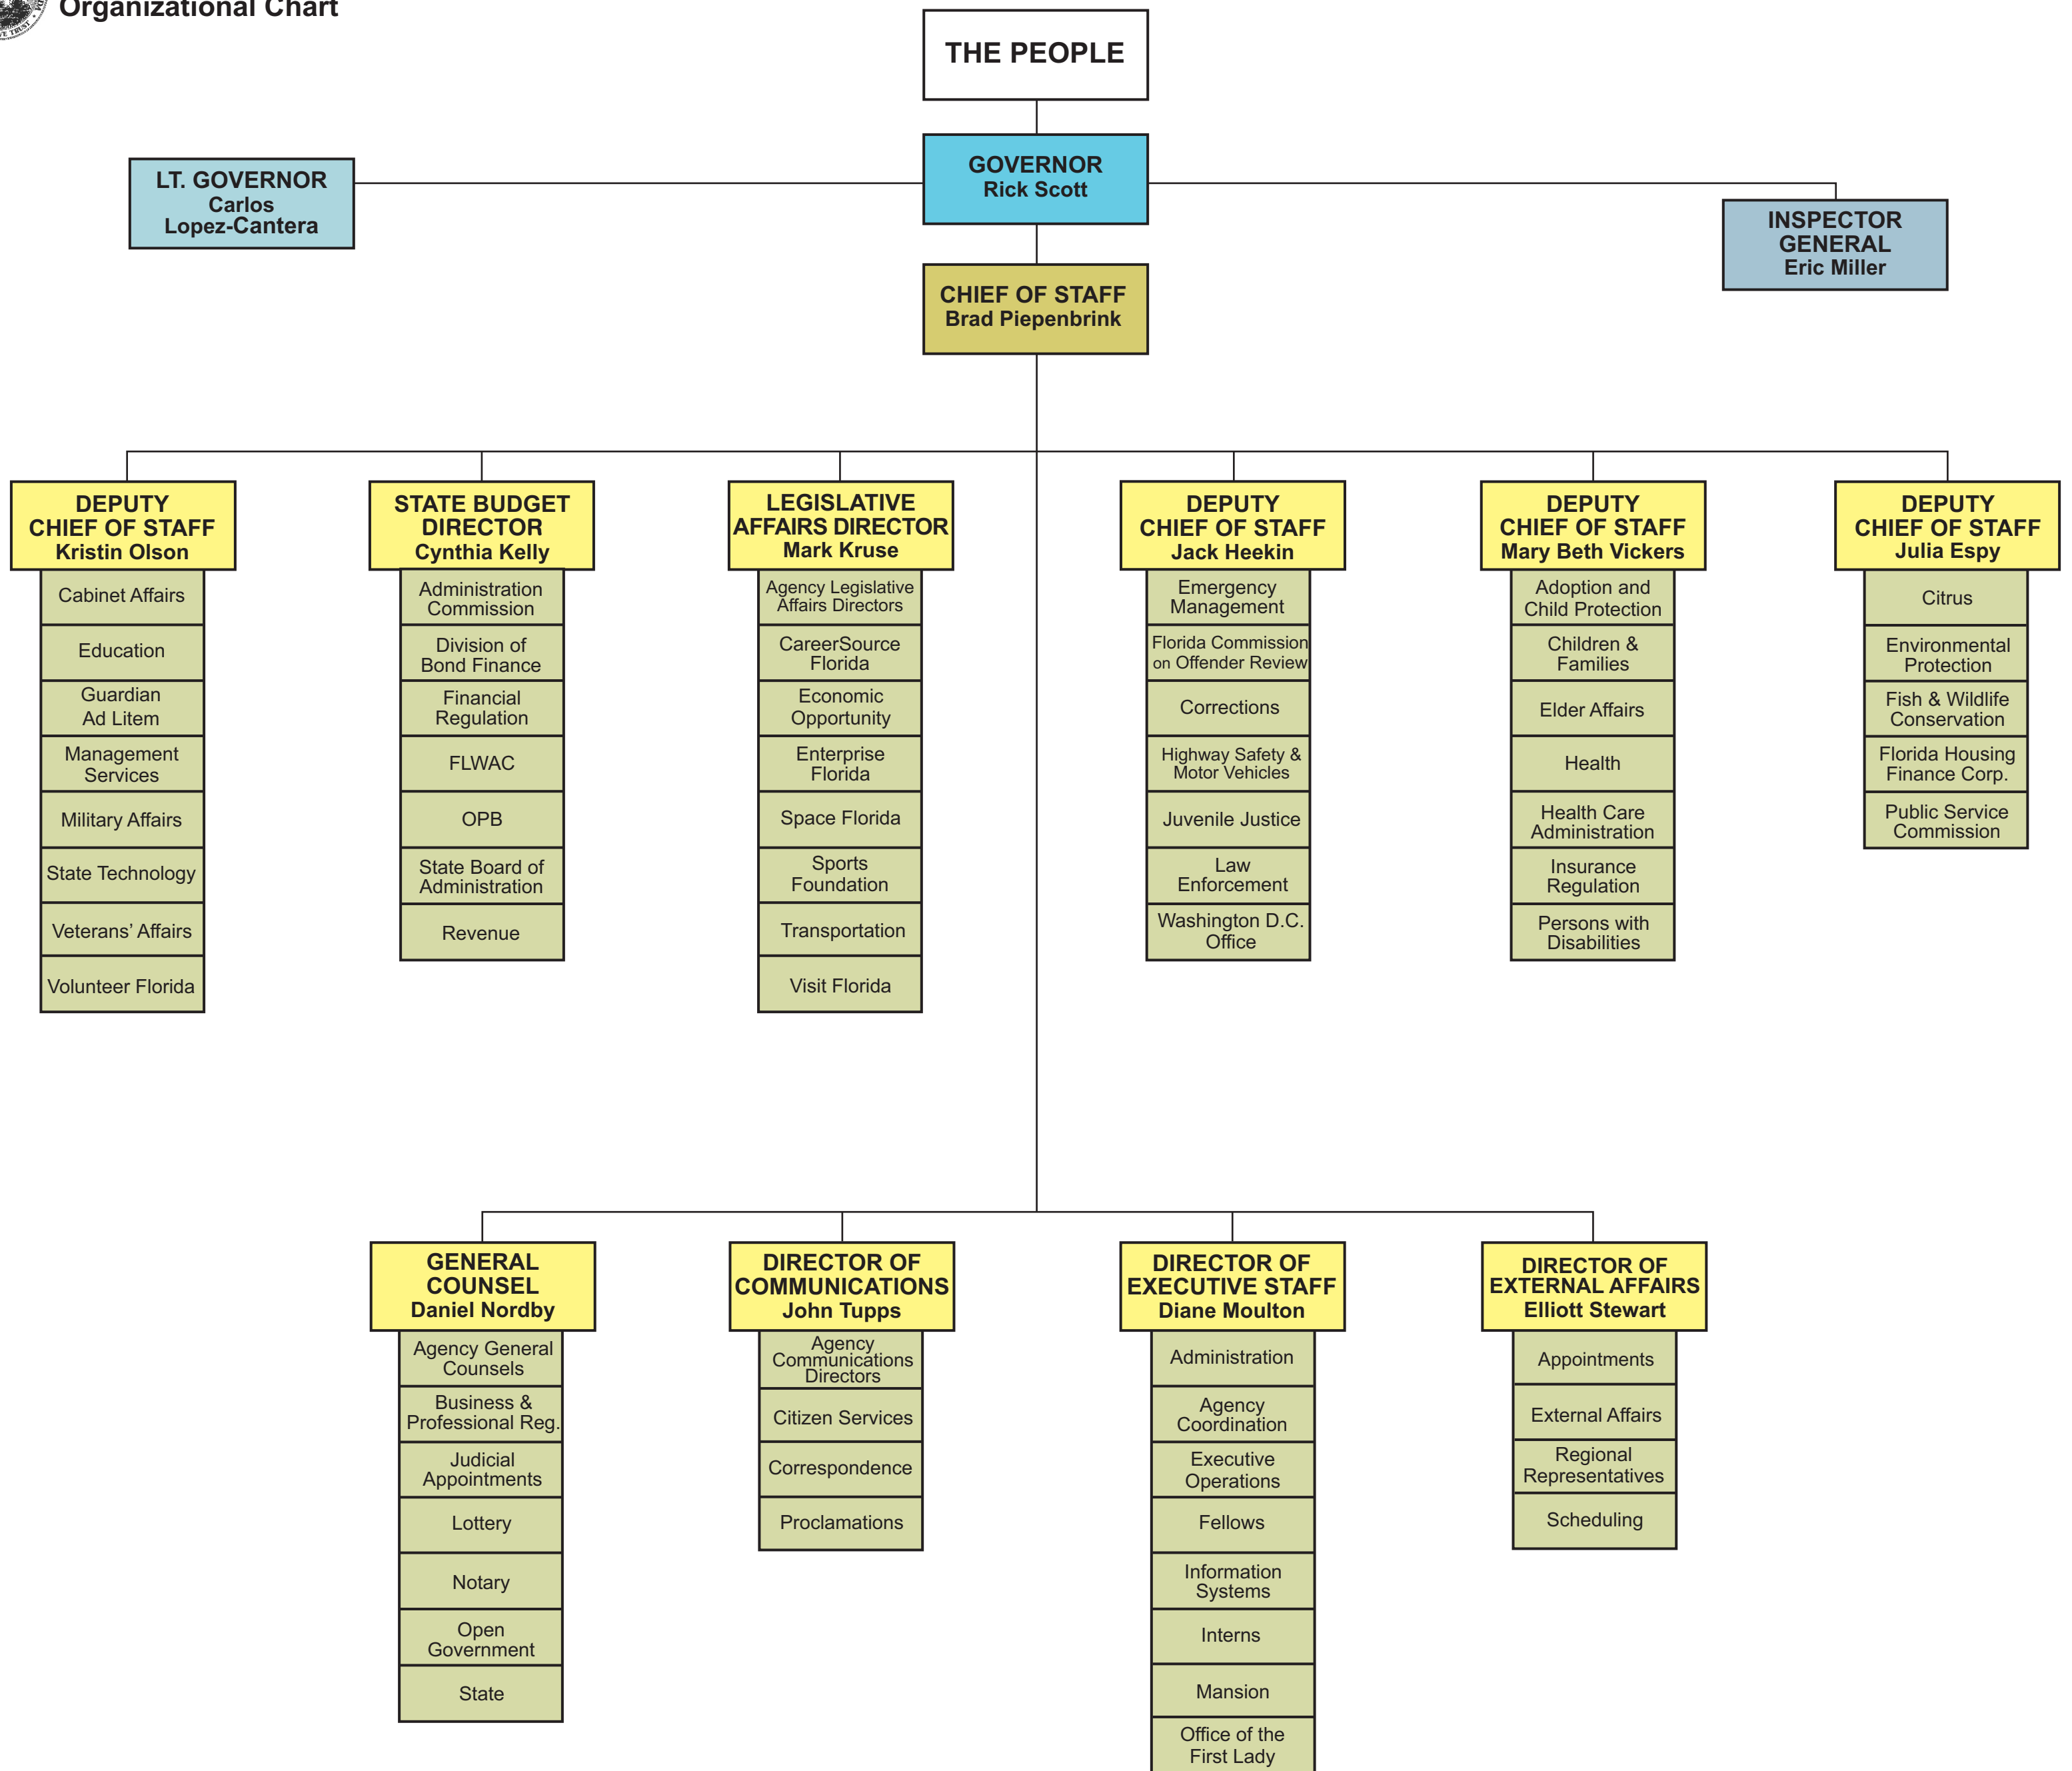 Organizational Chart
THE PEOPLE
GOVERNOR
Rick Scott
LT. GOVERNOR
Carlos
Lopez-Cantera
INSPECTOR
GENERAL
Eric Miller
CHIEF OF STAFF
Brad Piepenbrink
DEPUTY
CHIEF OF STAFF
Kristin Olson
Cabinet Affairs
Education
Guardian
Ad Litem
Management
Services
Military Affairs
State Technology
Veterans’ Affairs
Volunteer Florida
STATE BUDGET
DIRECTOR
Cynthia Kelly
Administration
Commission
Division of
Bond Finance
Financial
Regulation
FLWAC
OPB
State Board of
Administration
Revenue
LEGISLATIVE
AFFAIRS DIRECTOR
Mark Kruse
Agency Legislative
Affairs Directors
CareerSource
Florida
Economic
Opportunity
Enterprise
Florida
Space Florida
Sports
Foundation
Transportation
Visit Florida
DEPUTY
CHIEF OF STAFF
Jack Heekin
Emergency
Management
Florida Commission
on Offender Review
Corrections
Highway Safety &
Motor Vehicles
Juvenile Justice
Law
Enforcement
Washington D.C.
Office
DEPUTY
CHIEF OF STAFF
Mary Beth Vickers
Adoption and
Child Protection
Children &
Families
Elder Affairs
Health
Health Care
Administration
Insurance
Regulation
Persons with
Disabilities
DEPUTY
CHIEF OF STAFF
Julia Espy
Citrus
Environmental
Protection
Fish & Wildlife
Conservation
Florida Housing
Finance Corp.
Public Service
Commission
GENERAL
COUNSEL
Daniel Nordby
Agency General
Counsels
Business &
Professional Reg.
Judicial
Appointments
Lottery
Notary
Open
Government
State
DIRECTOR OF
COMMUNICATIONS
John Tupps
Agency
Communications
Directors
Citizen Services
Correspondence
Proclamations
DIRECTOR OF
EXECUTIVE STAFF
Diane Moulton
Administration
Agency
Coordination
Executive
Operations
Fellows
Information
Systems
Interns
Mansion
Office of the
First Lady
DIRECTOR OF
EXTERNAL AFFAIRS
Elliott Stewart
Appointments
External Affairs
Regional
Representatives
Scheduling